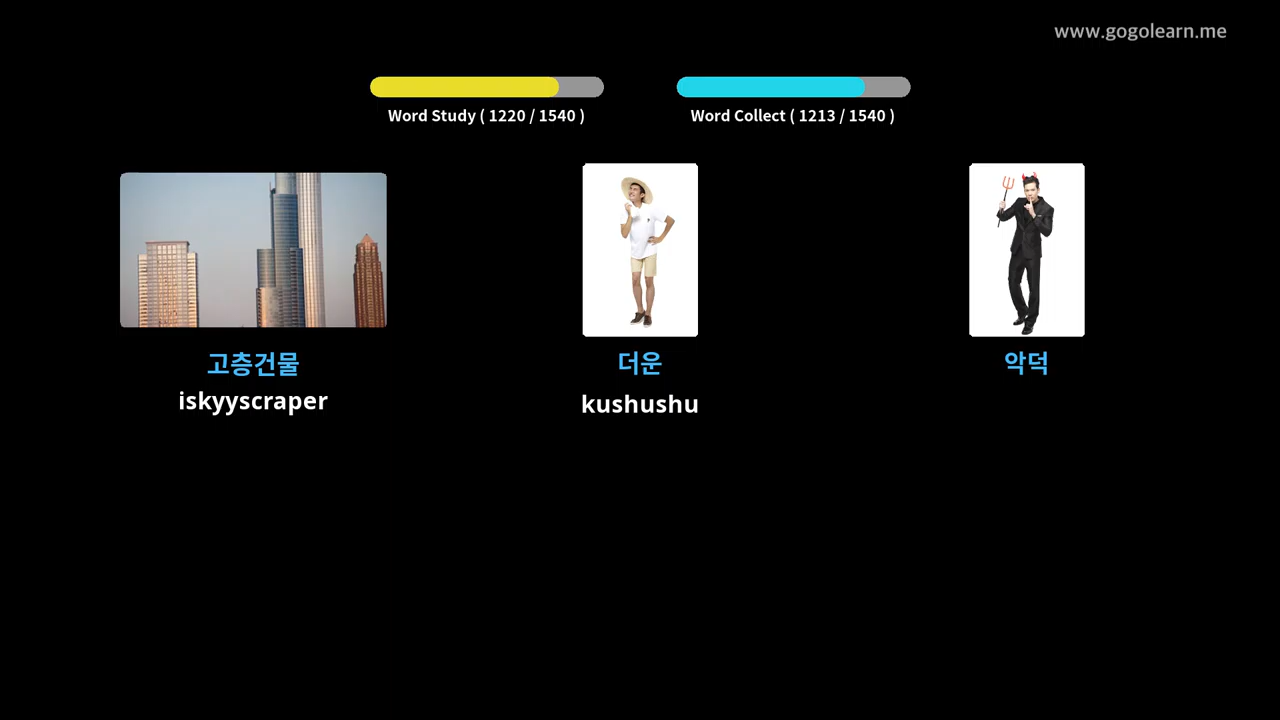 www.gogolearn.me
Word Study ( 1220 / 1540 )
Word Collect ( 1213 / 1540 )
고층건물
더운
악덕
iskyyscraper
kushushu